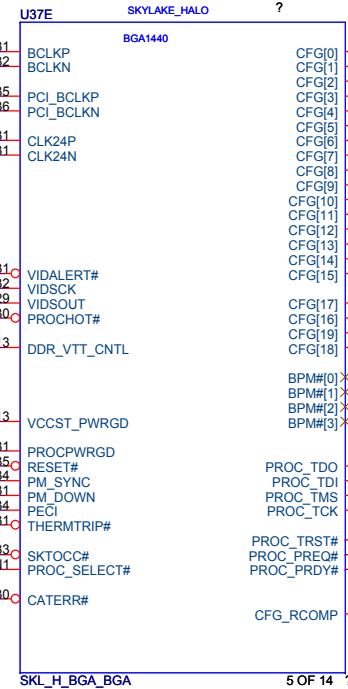 SKYLAKE_HALO
?
U37E
BGA1440
BCLKP
BCLKN
PCI_BCLKP
PCI_BCLKN
CLK24P
CLK24N
VIDALERT#
VIDSCK
VIDSOUT
PROCHOT#
DDR_VTT_CNTL
VCCST_PWRGD
PROCPWRGD
RESET#
PM_SYNC
PM_DOWN
PECI
THERMTRIP#
SKTOCC#
PROC_SELECT#
CATERR#
CFG[0]
CFG[1]
CFG[2]
CFG[3]
CFG[4]
CFG[5]
CFG[6]
CFG[7]
CFG[8]
CFG[9]
CFG[10]
CFG[11]
CFG[12]
CFG[13]
CFG[14]
CFG[15]
CFG[17]
CFG[16]
CFG[19]
CFG[18]
BPM#[0]
BPM#[1]
BPM#[2]
BPM#[3]
PROC_TDO
PROC_TDI
PROC_TMS
PROC_TCK
PROC_TRST#
PROC_PREQ#
PROC_PRDY#
CFG_RCOMP
SKL_H_BGA_BGA
5 OF 14